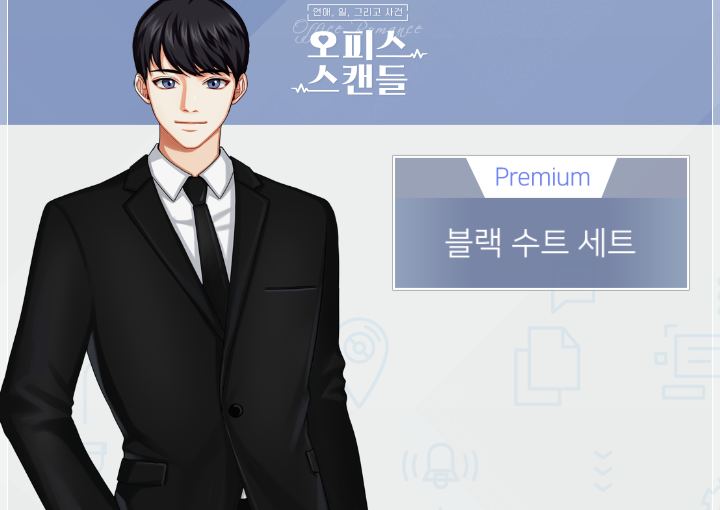 연애, 일, 그리고 사건
Office Romance
오피스
스캔들
Premium
블랙 수트 세트